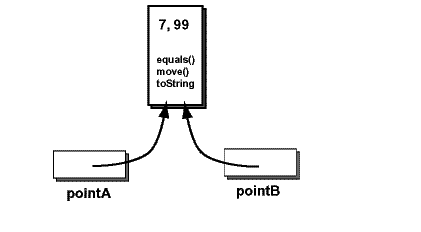 7, 99
equals()
move()
toString
pointA
pointB